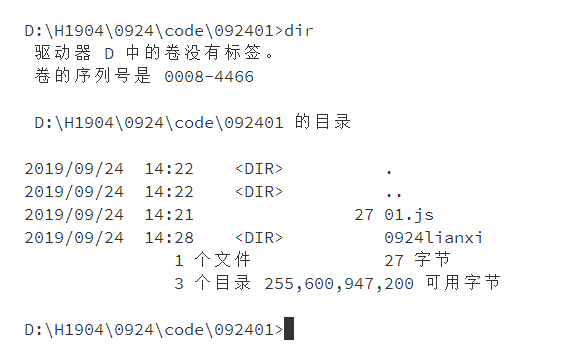 D:\H1904\0924\code\092401>dir
驱动器 D 中的卷没有标签。
卷的序列号是 0008-4466
D:\H1904\0924\code\092401 的目录
2019/09/24  14:22    <DIR>          .
2019/09/24  14:22    <DIR>          ..
2019/09/24  14:21                27 01.js
2019/09/24  14:28    <DIR>          0924lianxi
1 个文件             27 字节
3 个目录 255,600,947,200 可用字节
D:\H1904\0924\code\092401>